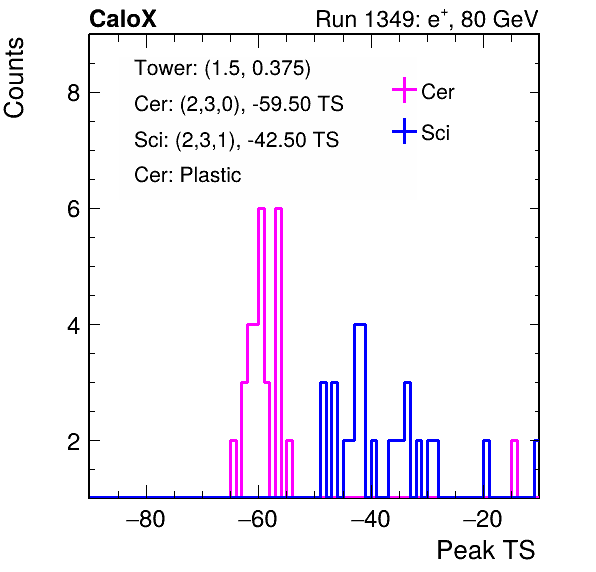 CaloX Run 1349: e⁺, 80 GeV
Counts
Tower: (1.5, 0.375)
Cer: (2,3,0), -59.50 TS
Sci: (2,3,1), -42.50 TS
Cer: Plastic
Cer
Sci
8
6
4
2
−80 −60 −40 −20
Peak TS